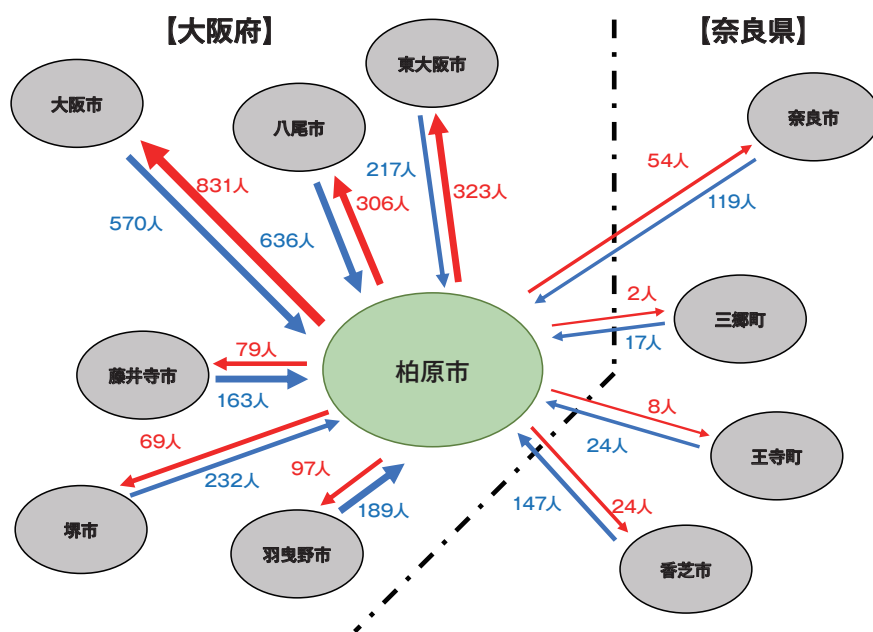 【大阪府】
【奈良県】
大阪市
八尾市
東大阪市
奈良市
831人
570人
636人
306人
217人
323人
54人
119人
2人
17人
三郷町
柏原市
藤井寺市
79人
163人
69人
232人
堺市
97人
189人
羽曳野市
8人
24人
王寺町
147人
24人
香芝市